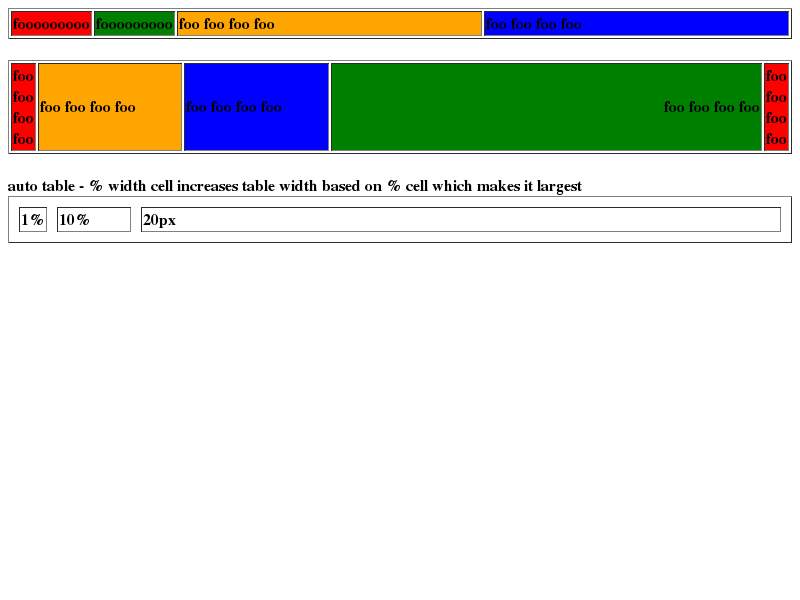 fooooooooo fooooooooo foo foo foo foo foo foo foo foo
foo foo
foo foo
foo foo foo foo foo foo foo foo foo foo foo foo
foo foo
foo foo
auto table - % width cell increases table width based on % cell which makes it largest
1% 10% 20px